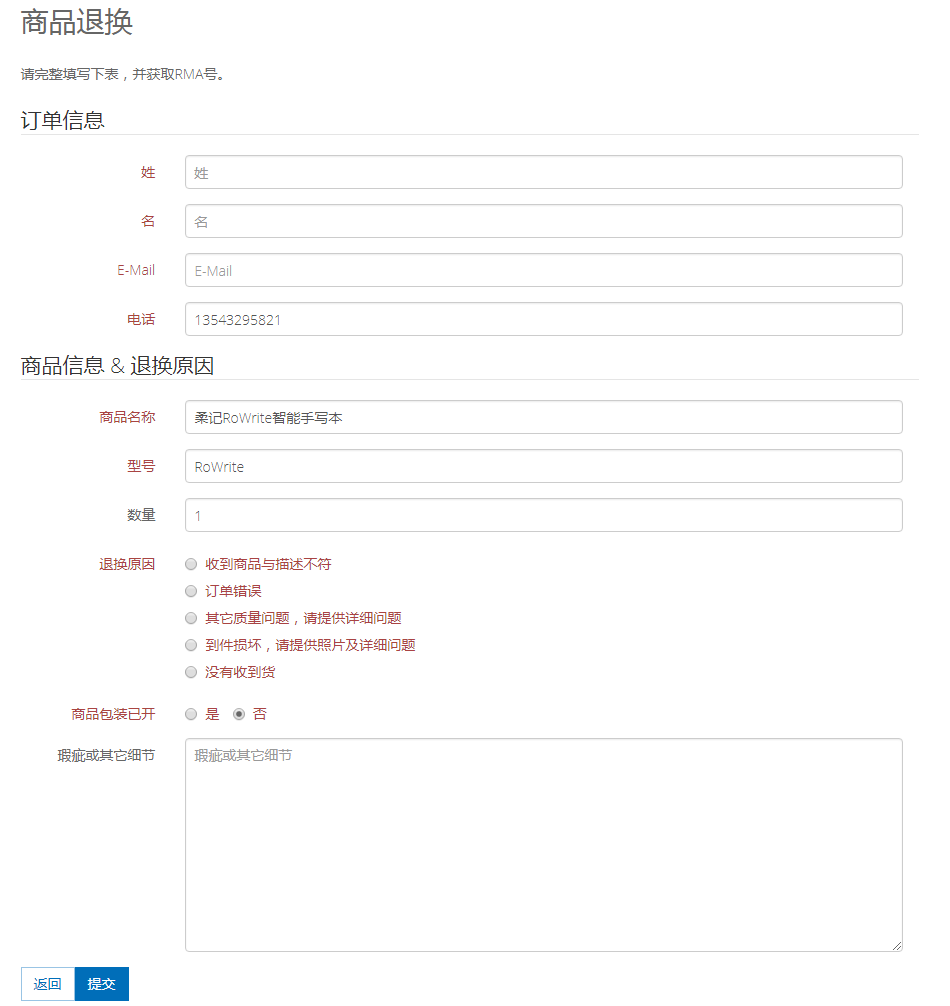 商品退换
请完整填写下表，并获取RMA号。
订单信息
姓 姓
名 名
E-Mail E-Mail
电话 13543295821
商品信息 & 退换原因
商品名称 柔记RoWrite智能手写本
型号 RoWrite
数量 1
退换原因 收到商品与描述不符
订单错误
其它质量问题，请提供详细问题
到件损坏，请提供照片及详细问题
没有收到货
商品包装已开 是 否
瑕疵或其它细节 瑕疵或其它细节
返回 提交